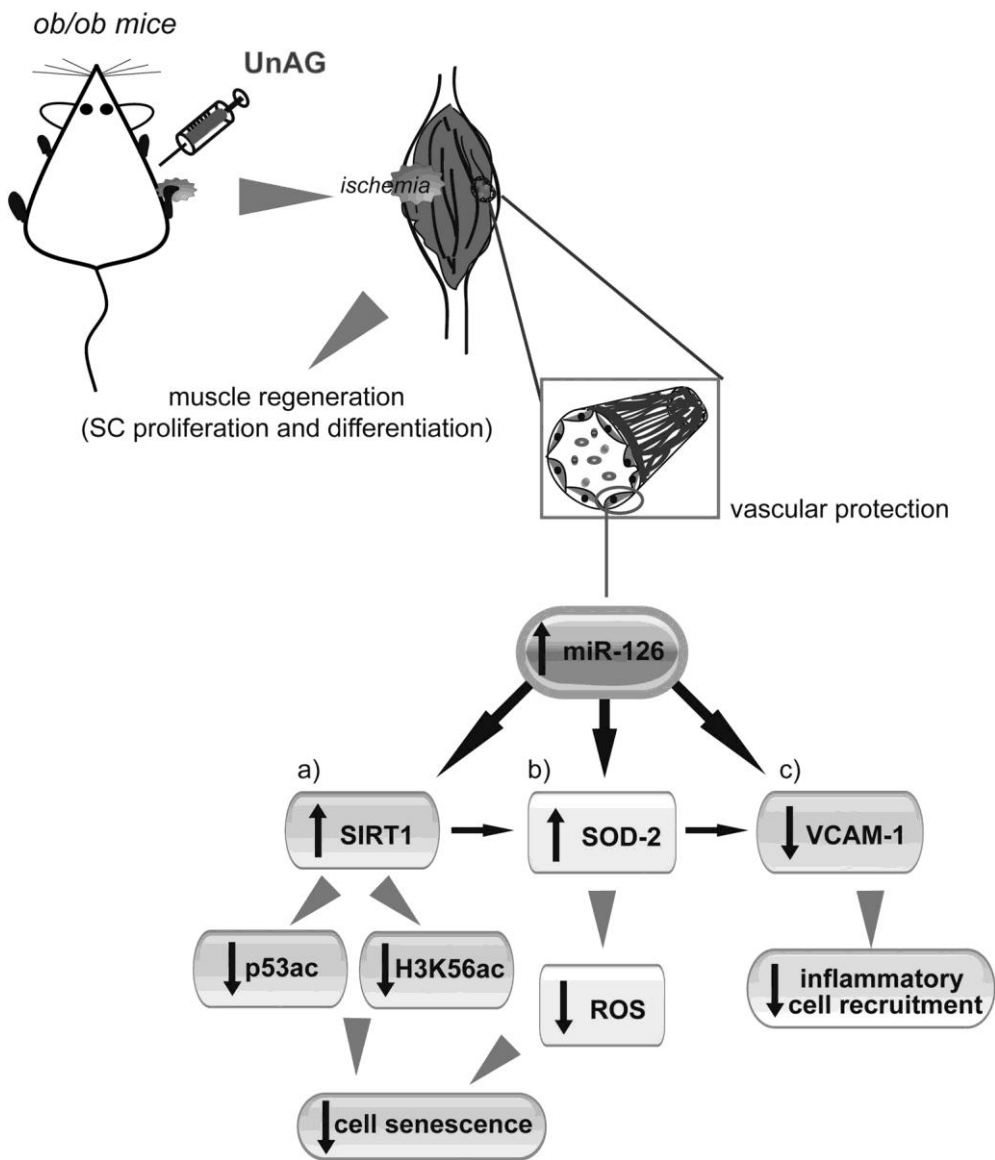 ob/ob mice
UnAG
ischemia
muscle regeneration
(SC proliferation and differentiation)
vascular protection
↑ miR-126
a)
b)
c)
↑ SIRT1
↑ SOD-2
↓ VCAM-1
↓ p53ac
↓ H3K56ac
↓ ROS
↓ inflammatory
cell recruitment
↓ cell senescence